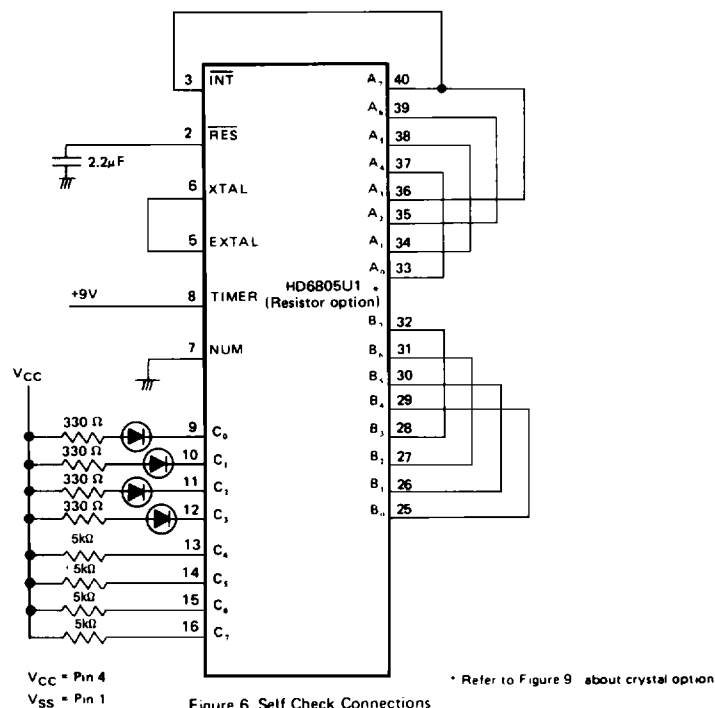 3 INT A7 40
A6 39
2 RES A5 38
2.2μF A4 37
6 XTAL A3 36
A2 35
5 EXTAL A1 34
A0 33
HD6805U1
+9V 8 TIMER (Resistor option) *
B7 32
7 NUM B6 31
B5 30
VCC B4 29
330 Ω 9 C0 B3 28
330 Ω 10 C1 B2 27
330 Ω 11 C2 B1 26
330 Ω 12 C3 B0 25
5kΩ 13 C4
5kΩ 14 C5
5kΩ 15 C6
5kΩ 16 C7
VCC = Pin 4
VSS = Pin 1
* Refer to Figure 9 about crystal option
Figure 6 Self Check Connections